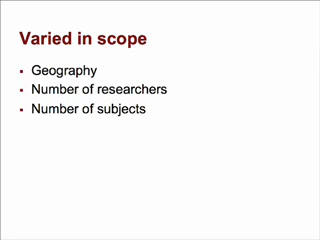 Varied in scope
▪ Geography
▪ Number of researchers
▪ Number of subjects